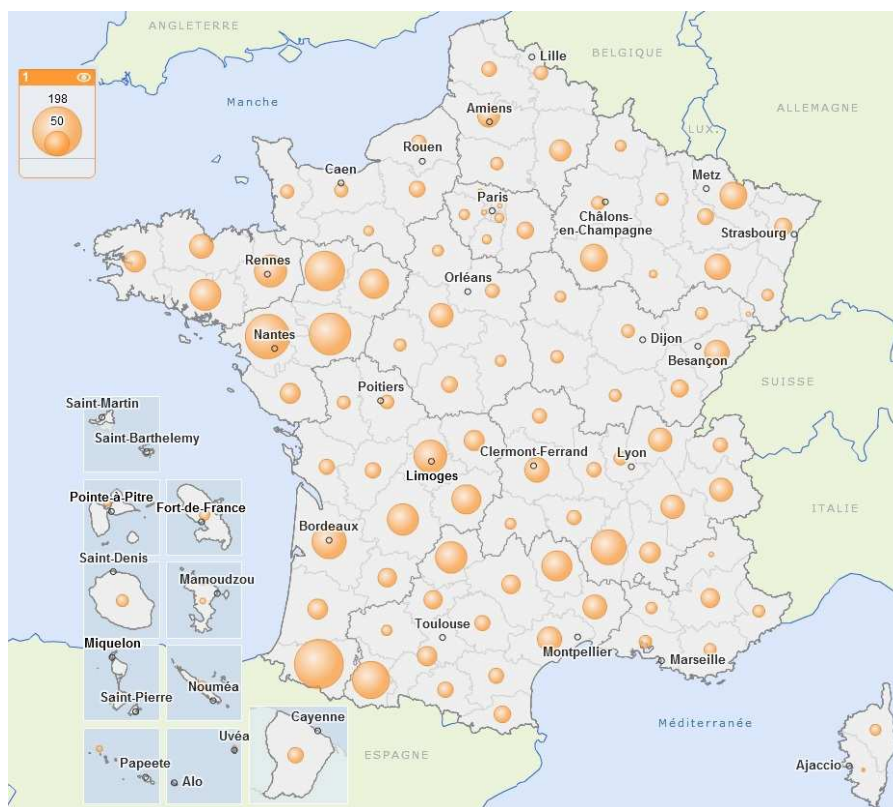 ANGLETERRE
BELGIQUE
Lille
1
198
50
Manche
ALLEMAGNE
Amiens
LUX.
Rouen
Caen
Metz
Paris
Châlons-
en-Champagne
Strasbourg
Rennes
Orléans
Nantes
Dijon
Besançon
SUISSE
Poitiers
Saint-Martin
Saint-Barthelemy
Clermont-Ferrand
Lyon
Limoges
Pointe-à-Pitre
Fort-de-France
ITALIE
Bordeaux
Saint-Denis
Mamoudzou
Toulouse
Montpellier
Marseille
Miquelon
Nouméa
Saint-Pierre
Cayenne
Méditerranée
Uvéa
ESPAGNE
Papeete
Alo
Ajaccio